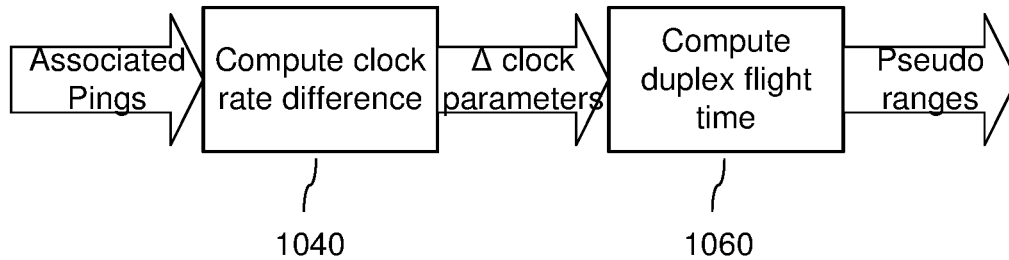 Associated
Pings
Compute clock
rate difference
Δ clock
parameters
Compute
duplex flight
time
Pseudo
ranges
1040
1060